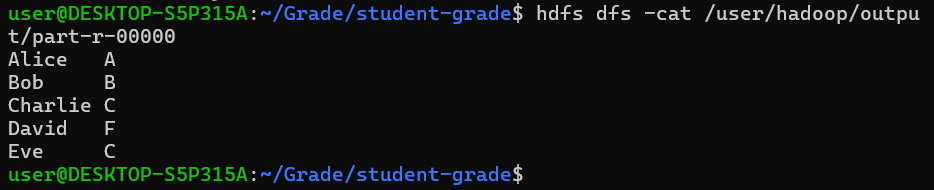 user@DESKTOP-S5P315A:~/Grade/student-grade$ hdfs dfs -cat /user/hadoop/outpu
t/part-r-00000
Alice   A
Bob     B
Charlie C
David   F
Eve     C
user@DESKTOP-S5P315A:~/Grade/student-grade$